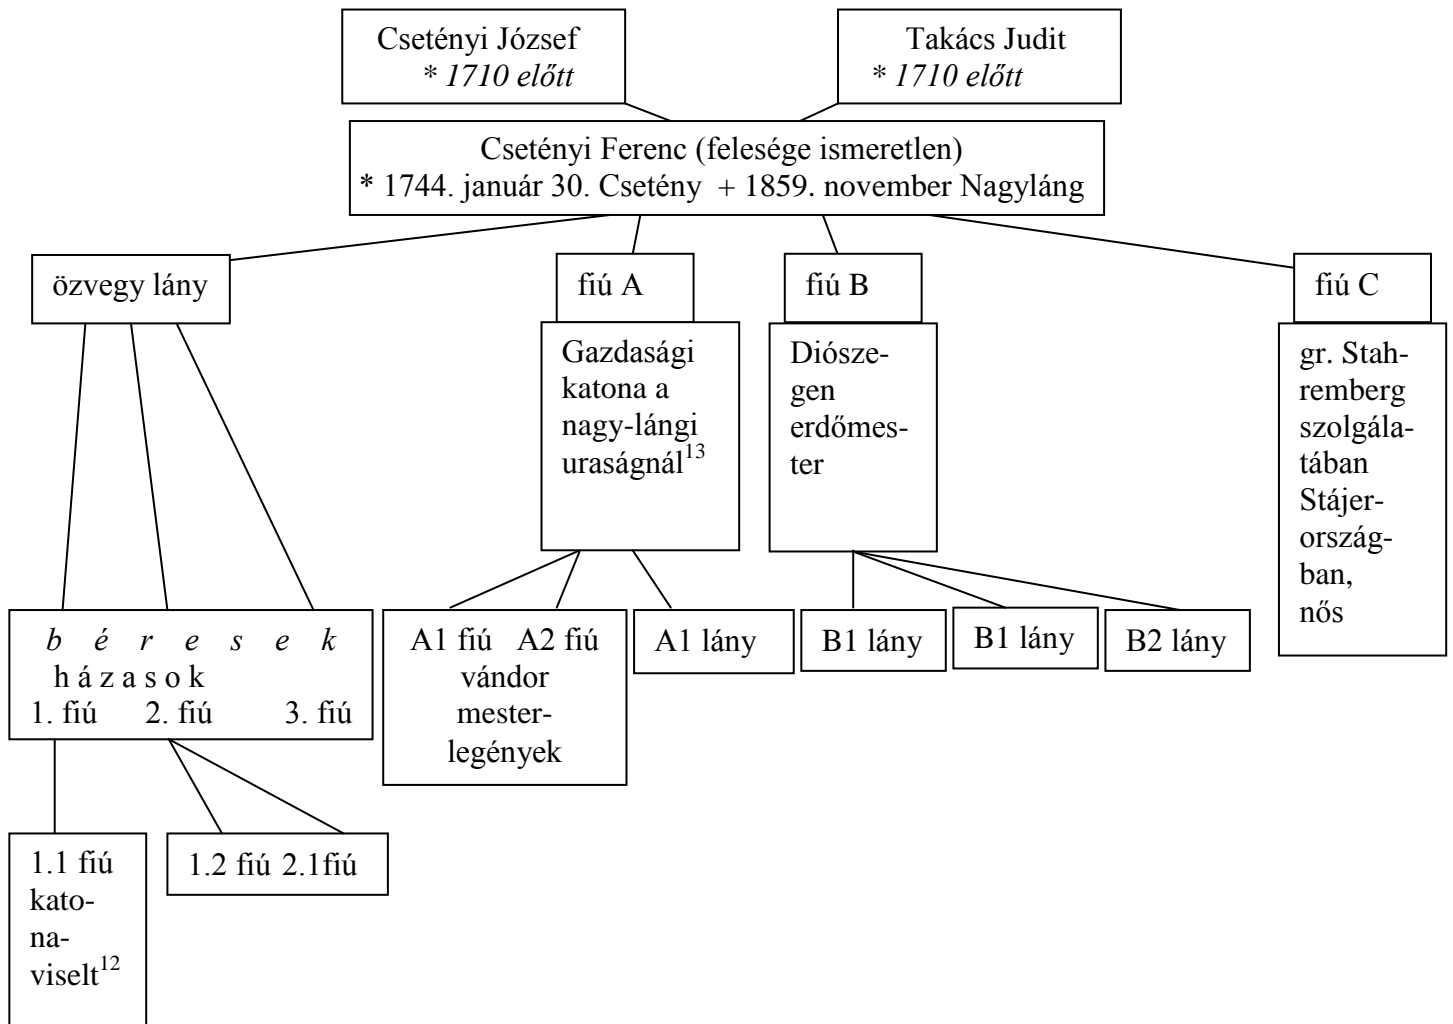 Csetényi József
* 1710 előtt
Takács Judit
* 1710 előtt
Csetényi Ferenc (felesége ismeretlen)
* 1744. január 30. Csetény + 1859. november Nagyláng
özvegy lány
fiú A
fiú B
fiú C
Gazdasági
katona a
nagy-lángi
uraságnál13
Diósze-
gen
erdőmes-
ter
gr. Stah-
remberg
szolgála-
tában
Stájer-
ország-
ban,
nős
b é r e s e k
h á z a s o k
1. fiú 2. fiú 3. fiú
A1 fiú A2 fiú
vándor
mester-
legények
A1 lány
B1 lány
B1 lány
B2 lány
1.1 fiú
kato-
na-
viselt12
1.2 fiú 2.1fiú